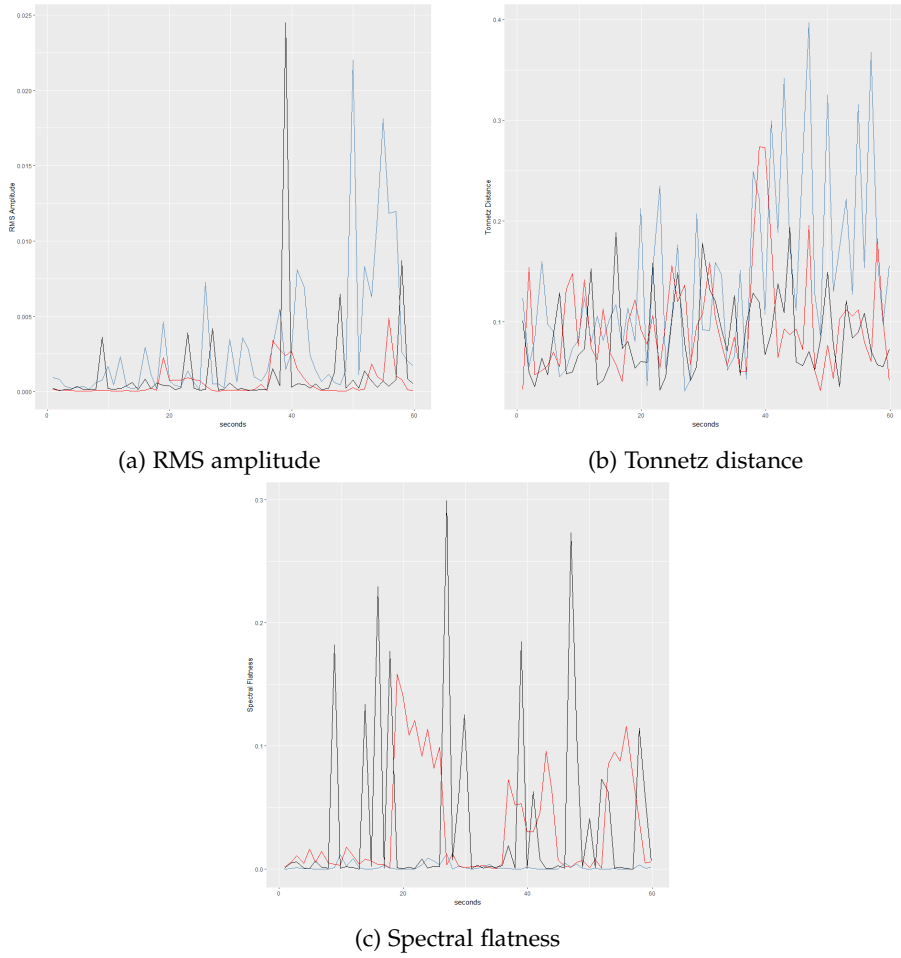 0.025
0.020
0.015
0.010
0.005
0.000
RMS Amplitude
0
20
40
60
seconds
(a) RMS amplitude
0.4
0.3
0.2
0.1
Tonnetz Distance
0
20
40
60
seconds
(b) Tonnetz distance
0.3
0.2
0.1
0.0
Spectral Flatness
0
20
40
60
seconds
(c) Spectral flatness